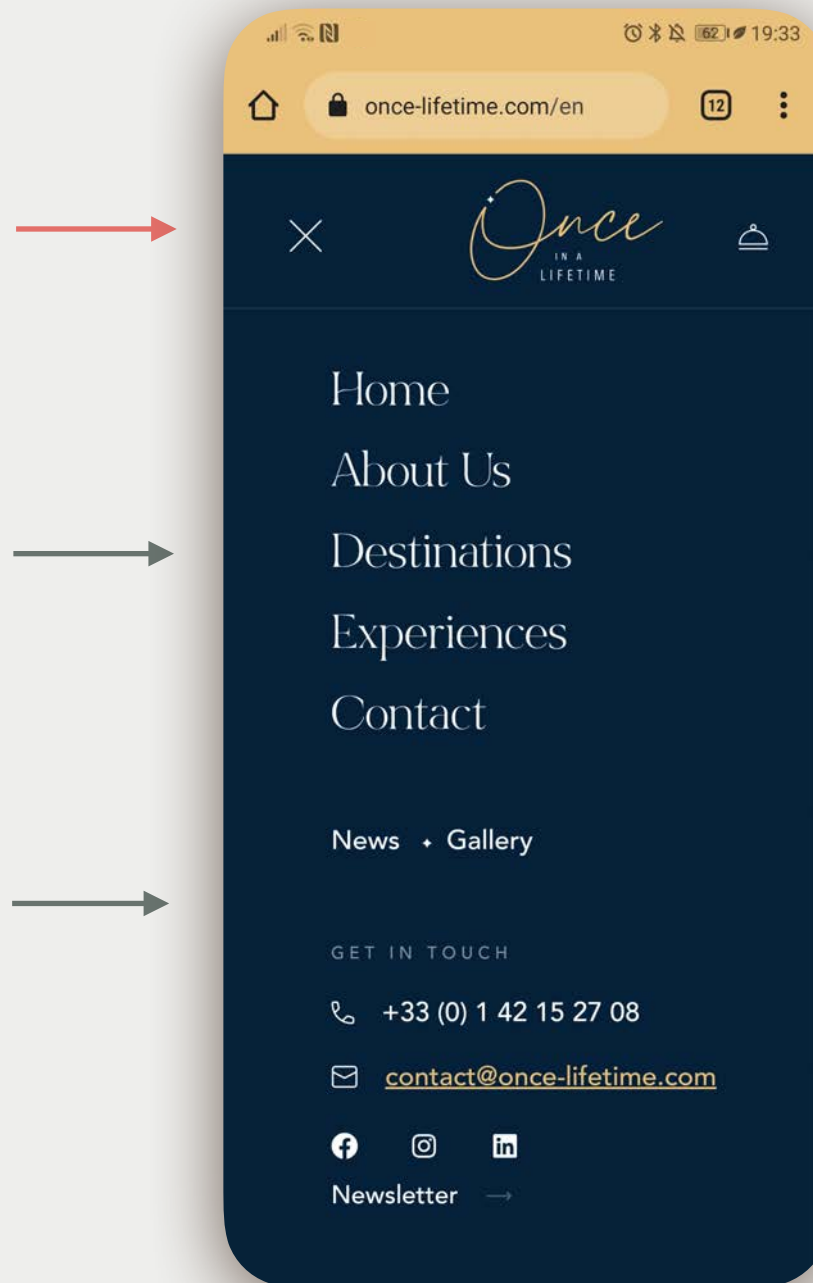 62 19:33
once-lifetime.com/en 12
Once
IN A
LIFETIME
Home
About Us
Destinations
Experiences
Contact
News ✦ Gallery
GET IN TOUCH
+33 (0) 1 42 15 27 08
contact@once-lifetime.com
Newsletter →